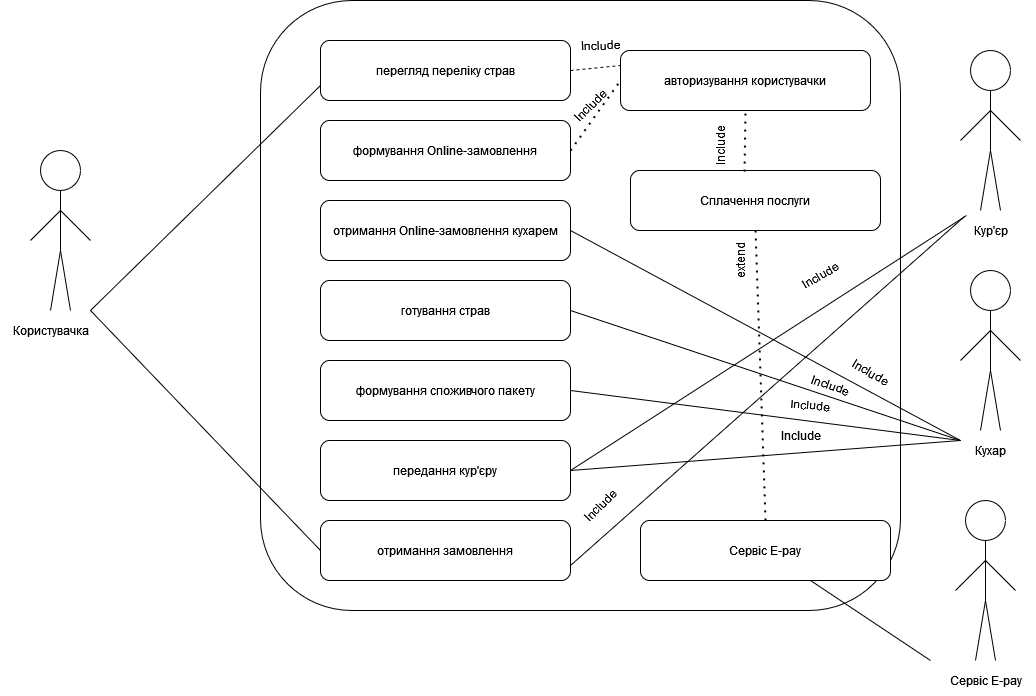 Include
перегляд переліку страв
авторизування користувачки
Include
Include
формування Online-замовлення
Сплачення послуги
отримання Online-замовлення кухарем
Кур'єр
extend
Include
готування страв
Користувачка
Include
Include
формування споживчого пакету
Include
Include
Кухар
передання кур'єру
Include
отримання замовлення
Сервіс E-pay
Сервіс E-pay